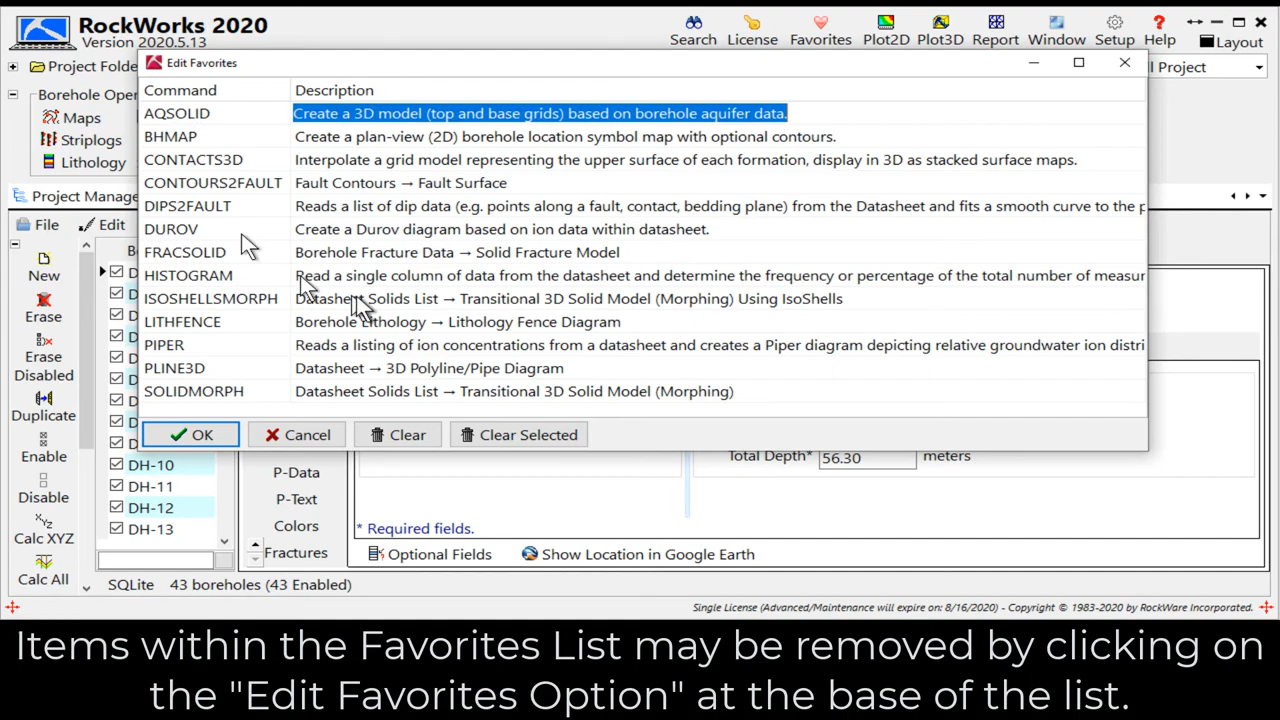 RockWorks 2020
Version 2020.5.13
Search
License
Favorites
Plot2D
Plot3D
Report
Window
Setup
Help
Layout
Project Folde
l Project
Borehole Oper
Maps
Striplogs
Lithology
Project Manage
File
Edit
New
Erase
Erase
Disabled
Duplicate
Enable
Disable
Calc XYZ
Calc All
Edit Favorites
Command Description
AQSOLID Create a 3D model (top and base grids) based on borehole aquifer data.
BHMAP Create a plan-view (2D) borehole location symbol map with optional contours.
CONTACTS3D Interpolate a grid model representing the upper surface of each formation, display in 3D as stacked surface maps.
CONTOURS2FAULT Fault Contours → Fault Surface
DIPS2FAULT Reads a list of dip data (e.g. points along a fault, contact, bedding plane) from the Datasheet and fits a smooth curve to the p
DUROV Create a Durov diagram based on ion data within datasheet.
FRACSOLID Borehole Fracture Data → Solid Fracture Model
HISTOGRAM Read a single column of data from the datasheet and determine the frequency or percentage of the total number of measur
ISOSHELLSMORPH Datasheet Solids List → Transitional 3D Solid Model (Morphing) Using IsoShells
LITHFENCE Borehole Lithology → Lithology Fence Diagram
PIPER Reads a listing of ion concentrations from a datasheet and creates a Piper diagram depicting relative groundwater ion distri
PLINE3D Datasheet → 3D Polyline/Pipe Diagram
SOLIDMORPH Datasheet Solids List → Transitional 3D Solid Model (Morphing)
OK
Cancel
Clear
Clear Selected
DH-10
DH-11
DH-12
DH-13
P-Data
P-Text
Colors
Fractures
Total Depth* 56.30 meters
* Required fields.
Optional Fields
Show Location in Google Earth
SQLite 43 boreholes (43 Enabled)
Single License (Advanced/Maintenance will expire on: 8/16/2020) - Copyright © 1983-2020 by RockWare Incorporated.
Items within the Favorites List may be removed by clicking on
the "Edit Favorites Option" at the base of the list.